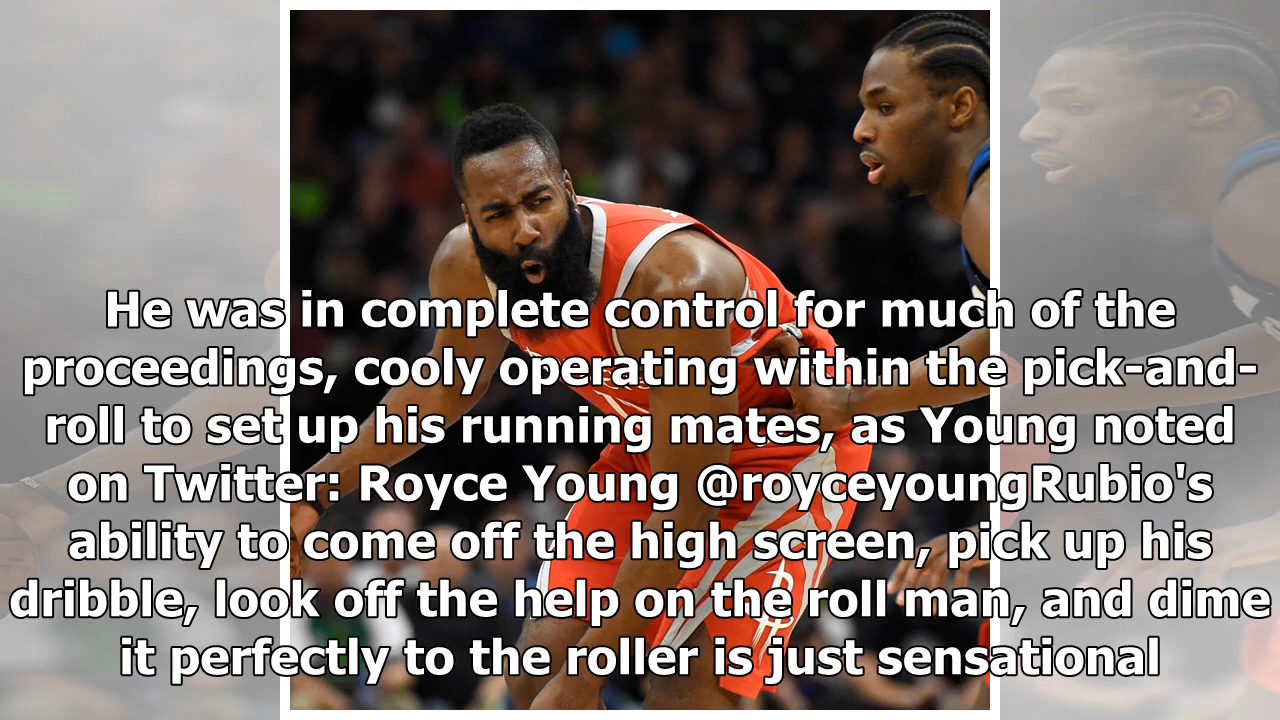 He was in complete control for much of the
proceedings, cooly operating within the pick-and-
roll to set up his running mates, as Young noted
on Twitter: Royce Young @royceyoungRubio's
ability to come off the high screen, pick up his
dribble, look off the help on the roll man, and dime
it perfectly to the roller is just sensational